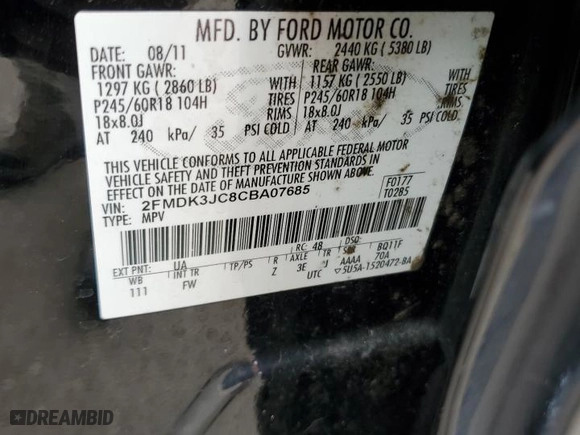 MFD. BY FORD MOTOR CO.
DATE: 08/11 GVWR: 2440 KG ( 5380 LB)
FRONT GAWR: REAR GAWR:
1297 KG ( 2860 LB) 1157 KG ( 2550 LB)
P245/60R18 104H WITH TIRES P245/60R18 104H WITH TIRES
18x8.0J RIMS 18x8.0J RIMS
AT 240 kPa/ 35 PSI COLD AT 240 kPa/ 35 PSI COLD
THIS VEHICLE CONFORMS TO ALL APPLICABLE FEDERAL MOTOR
VEHICLE SAFETY AND THEFT PREVENTION STANDARDS IN
EFFECT ON THE DATE OF MANUFACTURE SHOWN ABOVE.
VIN: 2FMDK3JC8CBA07685 F0177
TYPE: MPV T0285
EXT PNT: UA RC: 48 DSO: BQ11F
WB INT TR TP/PS R AXLE TR 70A
111 FW Z 3E J AAAA
UTC 5U5A-1520472-BA
DREAMBID